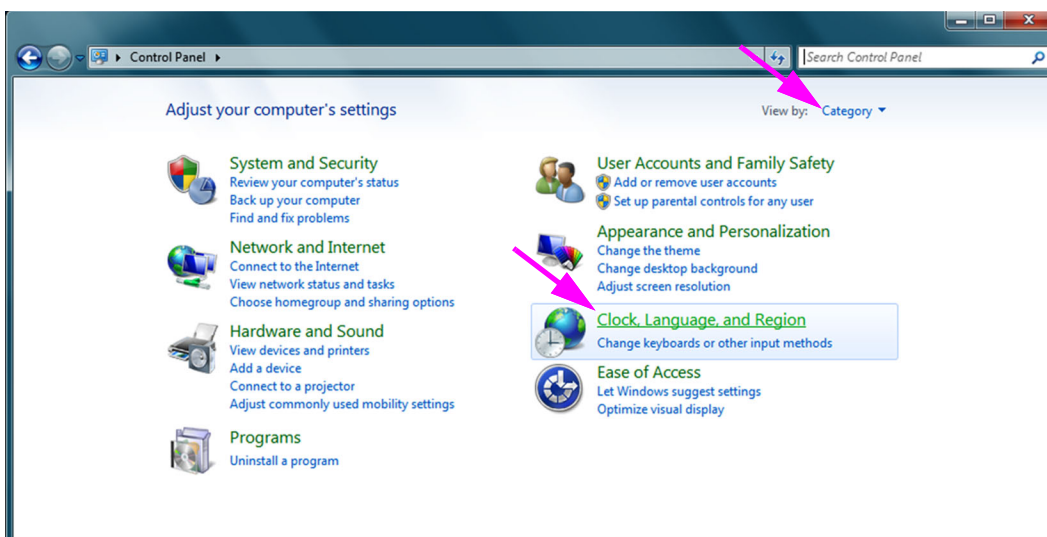 Control Panel
Search Control Panel
Adjust your computer's settings
View by: Category
System and Security
Review your computer's status
Back up your computer
Find and fix problems
Network and Internet
Connect to the Internet
View network status and tasks
Choose homegroup and sharing options
Hardware and Sound
View devices and printers
Add a device
Connect to a projector
Adjust commonly used mobility settings
Programs
Uninstall a program
User Accounts and Family Safety
Add or remove user accounts
Set up parental controls for any user
Appearance and Personalization
Change the theme
Change desktop background
Adjust screen resolution
Clock, Language, and Region
Change keyboards or other input methods
Ease of Access
Let Windows suggest settings
Optimize visual display